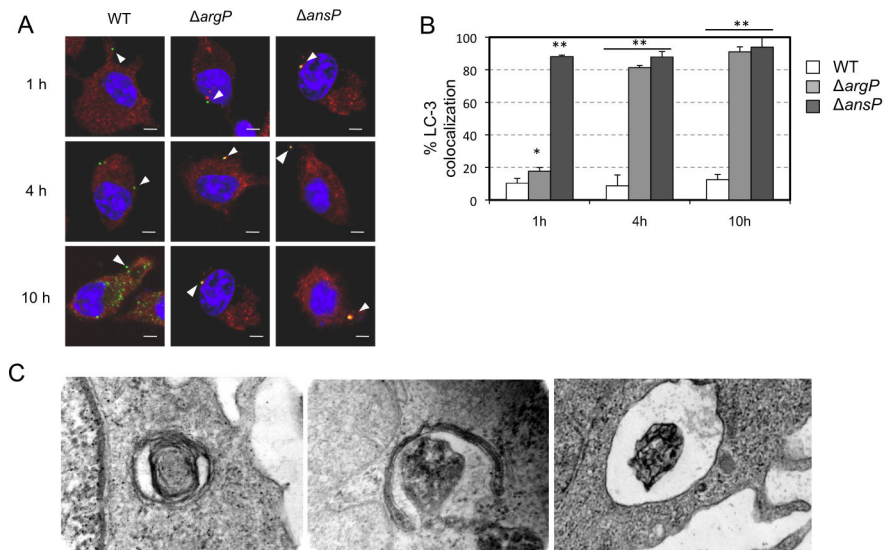 A
WT
ΔargP
ΔansP
1 h
4 h
10 h
B
100
80
60
40
20
0
% LC-3
colocalization
**
**
**
*
1h
4h
10h
WT
ΔargP
ΔansP
C